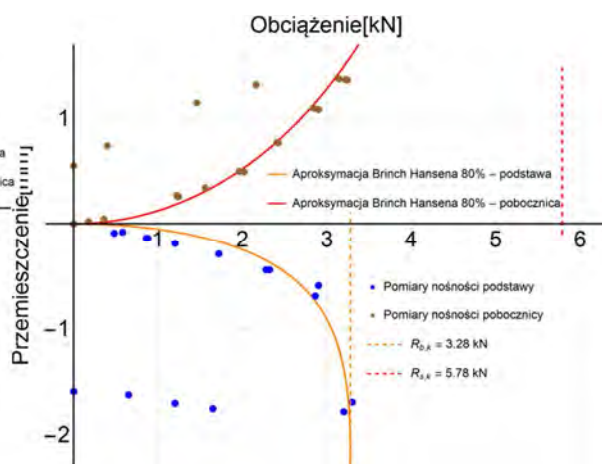 Obciążenie[kN]
1
a
ica
Aproksymacja Brinch Hansena 80% – podstawa
Aproksymacja Brinch Hansena 80% – pobocznica
1 2 3 4 5 6
Przemieszczenie
Pomiary nośności podstawy
Pomiary nośności pobocznicy
−1
R_b,k = 3.28 kN
R_s,k = 5.78 kN
−2